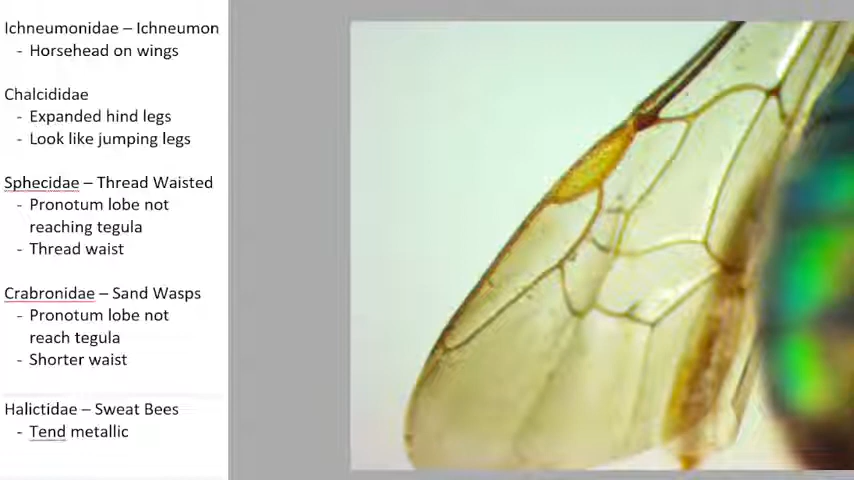 Ichneumonidae – Ichneumon
- Horsehead on wings
Chalcididae
- Expanded hind legs
- Look like jumping legs
Sphecidae – Thread Waisted
- Pronotum lobe not
reaching tegula
- Thread waist
Crabronidae – Sand Wasps
- Pronotum lobe not
reach tegula
- Shorter waist
Halictidae – Sweat Bees
- Tend metallic